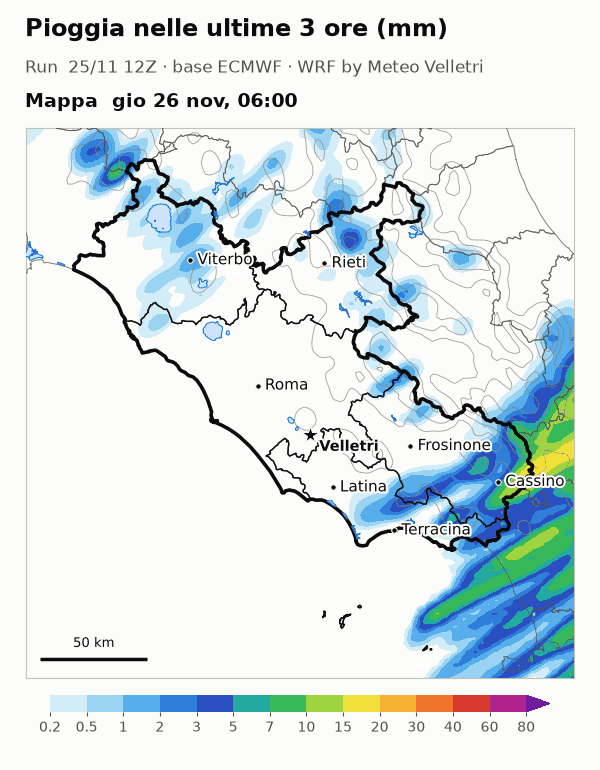 Pioggia nelle ultime 3 ore (mm)
Run 25/11 12Z · base ECMWF · WRF by Meteo Velletri
Mappa gio 26 nov, 06:00
Viterbo
Rieti
Roma
Velletri
Frosinone
Latina
Cassino
Terracina
50 km
0.2 0.5 1 2 3 5 7 10 15 20 30 40 60 80